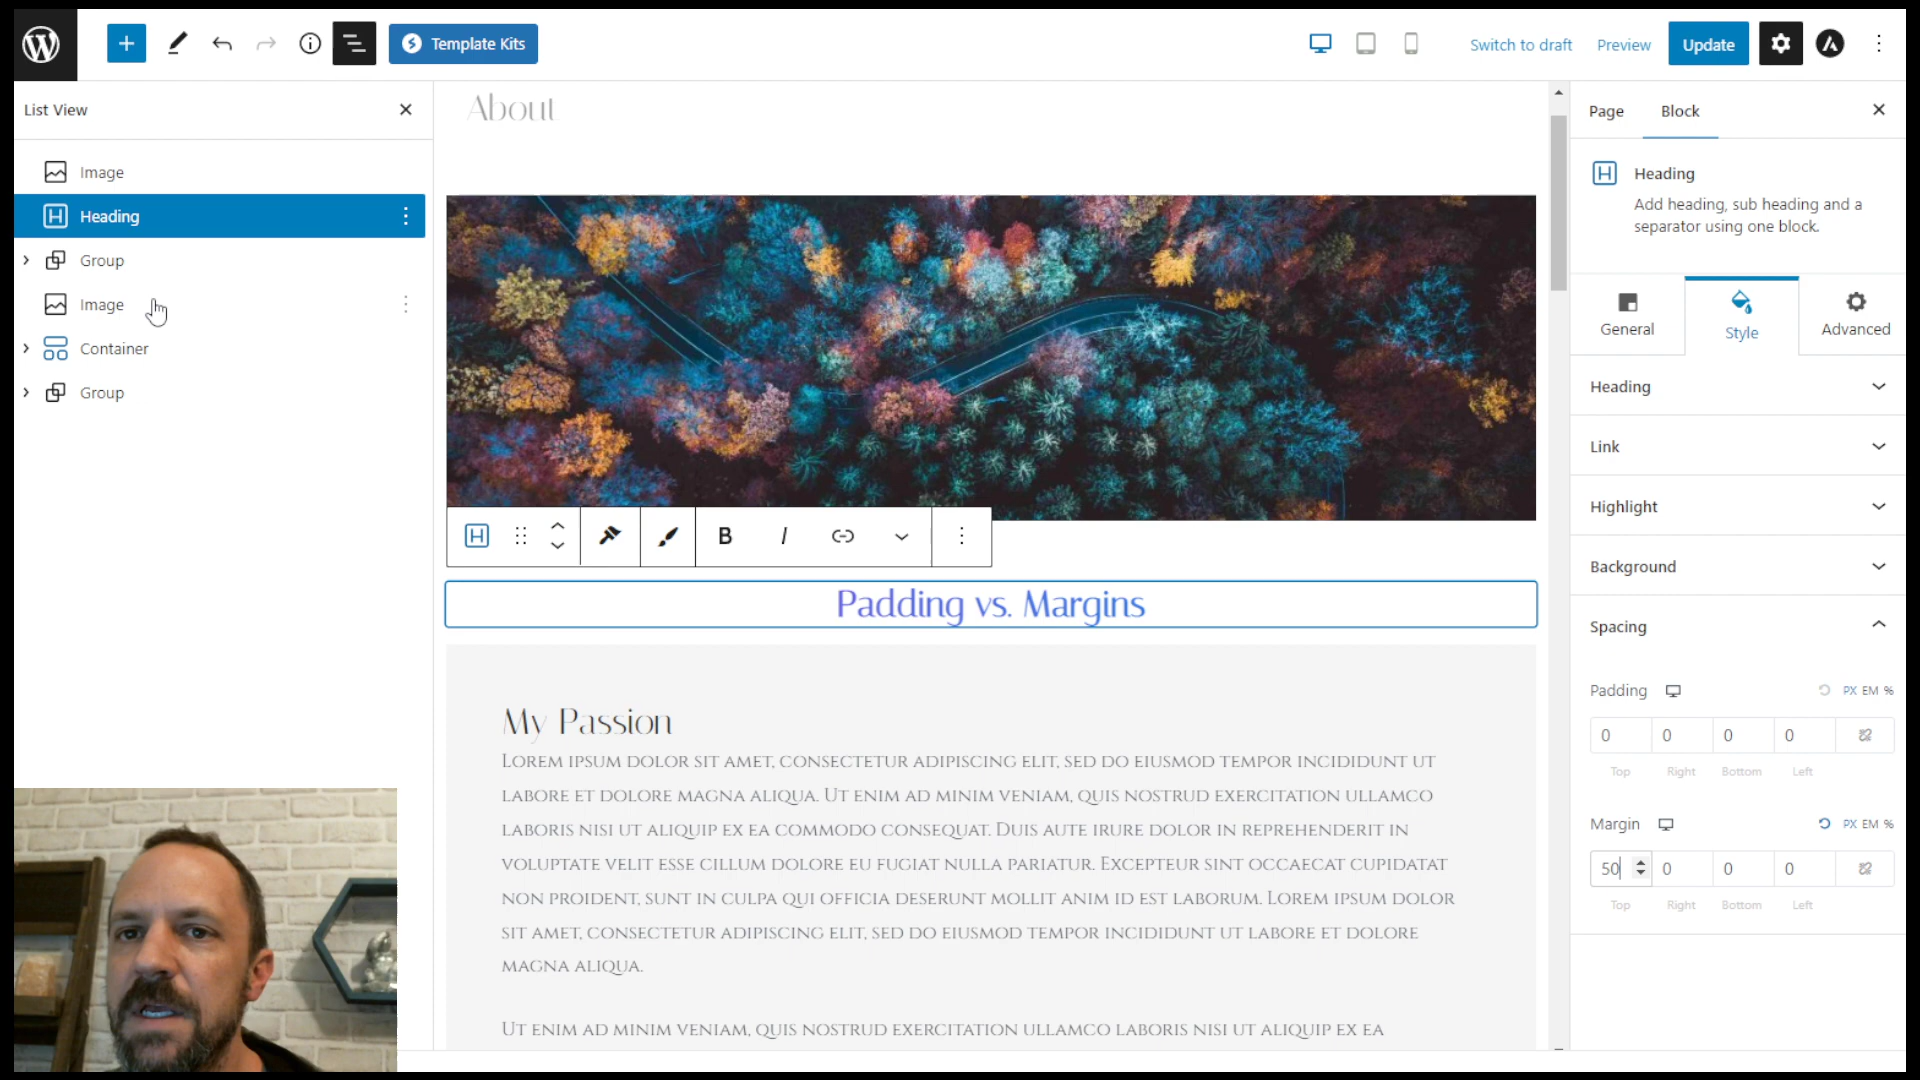 Template Kits
Switch to draft
Preview
Update
List View
Image
Heading
Group
Image
Container
Group
About
B
I
Padding vs. Margins
My Passion
Lorem ipsum dolor sit amet, consectetur adipiscing elit, sed do eiusmod tempor incididunt ut
labore et dolore magna aliqua. Ut enim ad minim veniam, quis nostrud exercitation ullamco
laboris nisi ut aliquip ex ea commodo consequat. Duis aute irure dolor in reprehenderit in
voluptate velit esse cillum dolore eu fugiat nulla pariatur. Excepteur sint occaecat cupidatat
non proident, sunt in culpa qui officia deserunt mollit anim id est laborum. Lorem ipsum dolor
sit amet, consectetur adipiscing elit, sed do eiusmod tempor incididunt ut labore et dolore
magna aliqua.
Ut enim ad minim veniam, quis nostrud exercitation ullamco laboris nisi ut aliquip ex ea
Page
Block
Heading
Add heading, sub heading and a
separator using one block.
General
Style
Advanced
Heading
Link
Highlight
Background
Spacing
Padding
PX EM %
0 0 0 0
Top Right Bottom Left
Margin
PX EM %
50 0 0 0
Top Right Bottom Left